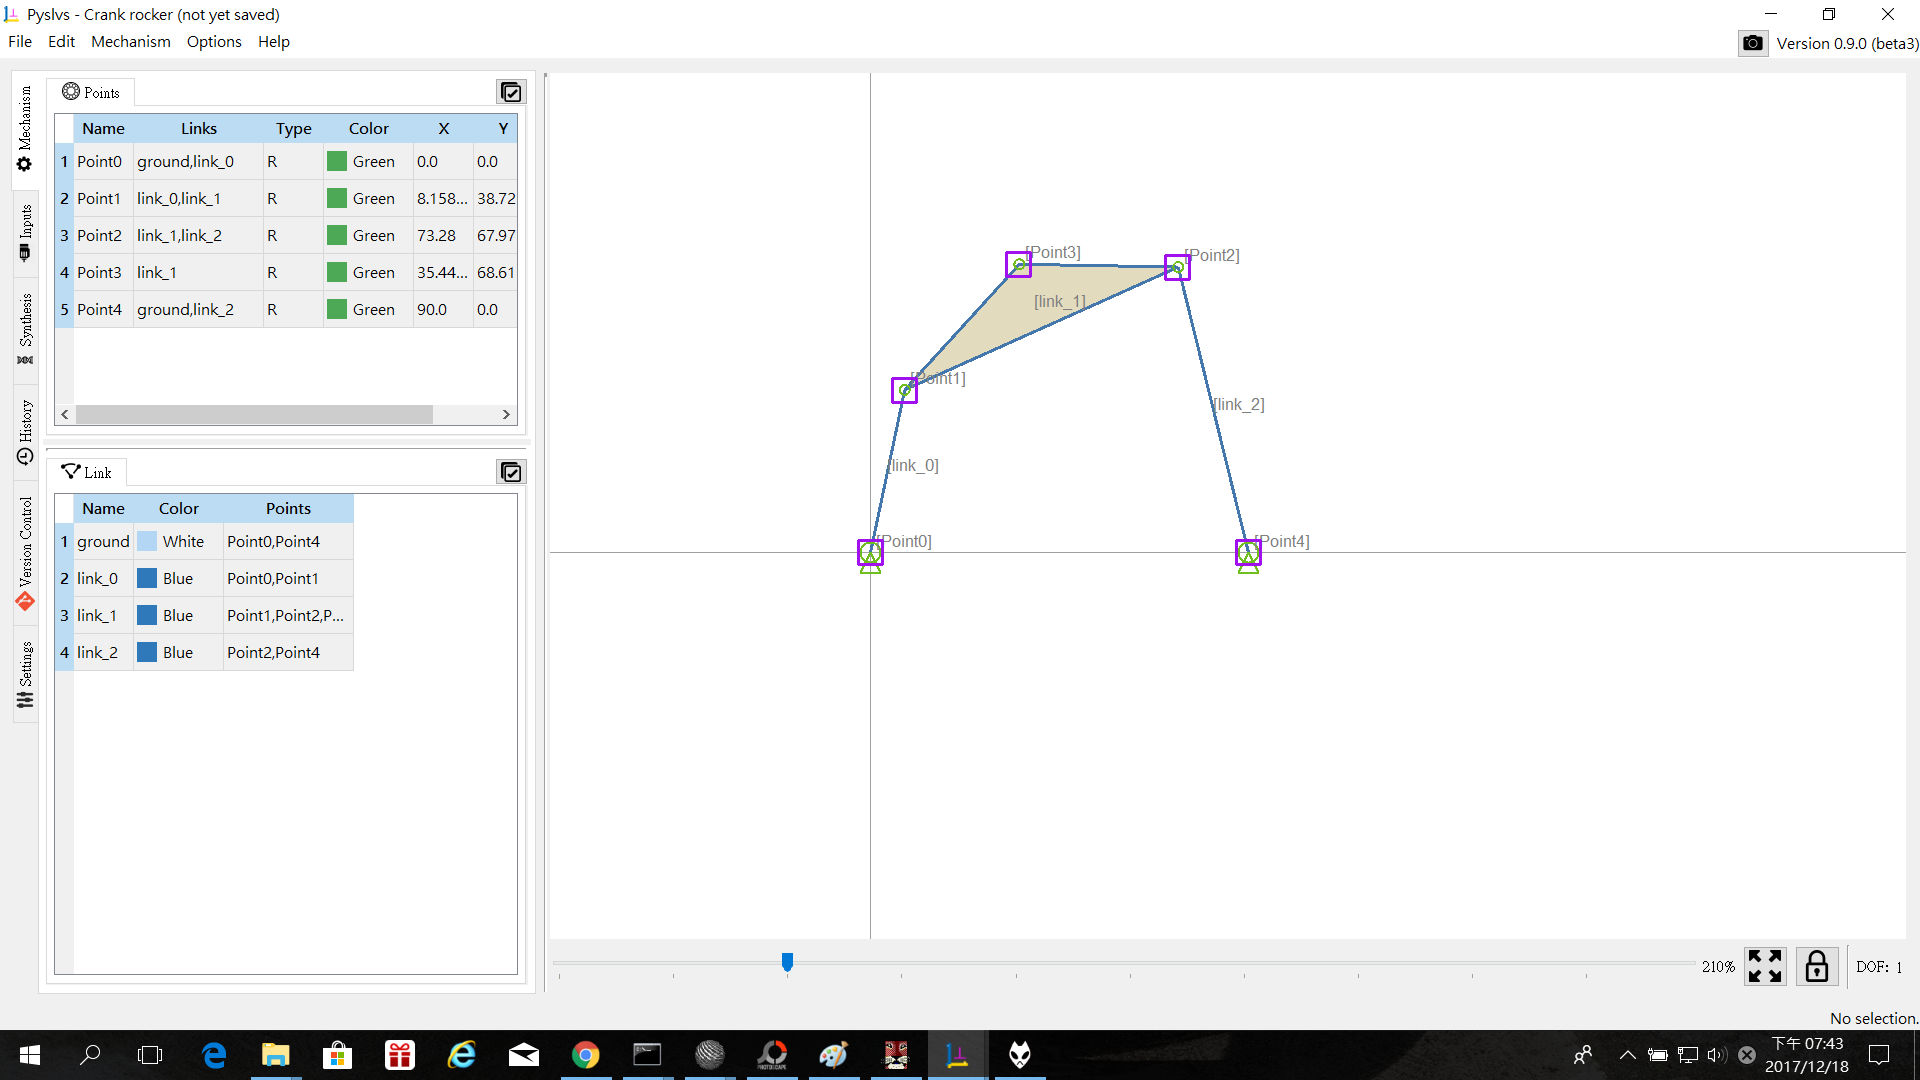 Pyslvs - Crank rocker (not yet saved)
File Edit Mechanism Options Help
Version 0.9.0 (beta3)
Mechanism
Inputs
Synthesis
History
Version Control
Settings
Points
Name Links Type Color X Y
1 Point0 ground,link_0 R Green 0.0 0.0
2 Point1 link_0,link_1 R Green 8.158... 38.72
3 Point2 link_1,link_2 R Green 73.28 67.97
4 Point3 link_1 R Green 35.44... 68.61
5 Point4 ground,link_2 R Green 90.0 0.0
Link
Name Color Points
1 ground White Point0,Point4
2 link_0 Blue Point0,Point1
3 link_1 Blue Point1,Point2,P...
4 link_2 Blue Point2,Point4
[Point3]
[Point2]
[link_1]
[Point1]
[link_2]
[link_0]
[Point0]
[Point4]
210%
DOF: 1
No selection.
下午 07:43
2017/12/18